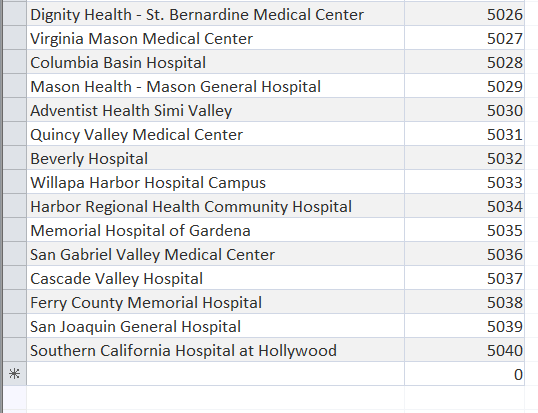 Dignity Health - St. Bernardine Medical Center 5026
Virginia Mason Medical Center 5027
Columbia Basin Hospital 5028
Mason Health - Mason General Hospital 5029
Adventist Health Simi Valley 5030
Quincy Valley Medical Center 5031
Beverly Hospital 5032
Willapa Harbor Hospital Campus 5033
Harbor Regional Health Community Hospital 5034
Memorial Hospital of Gardena 5035
San Gabriel Valley Medical Center 5036
Cascade Valley Hospital 5037
Ferry County Memorial Hospital 5038
San Joaquin General Hospital 5039
Southern California Hospital at Hollywood 5040
* 0